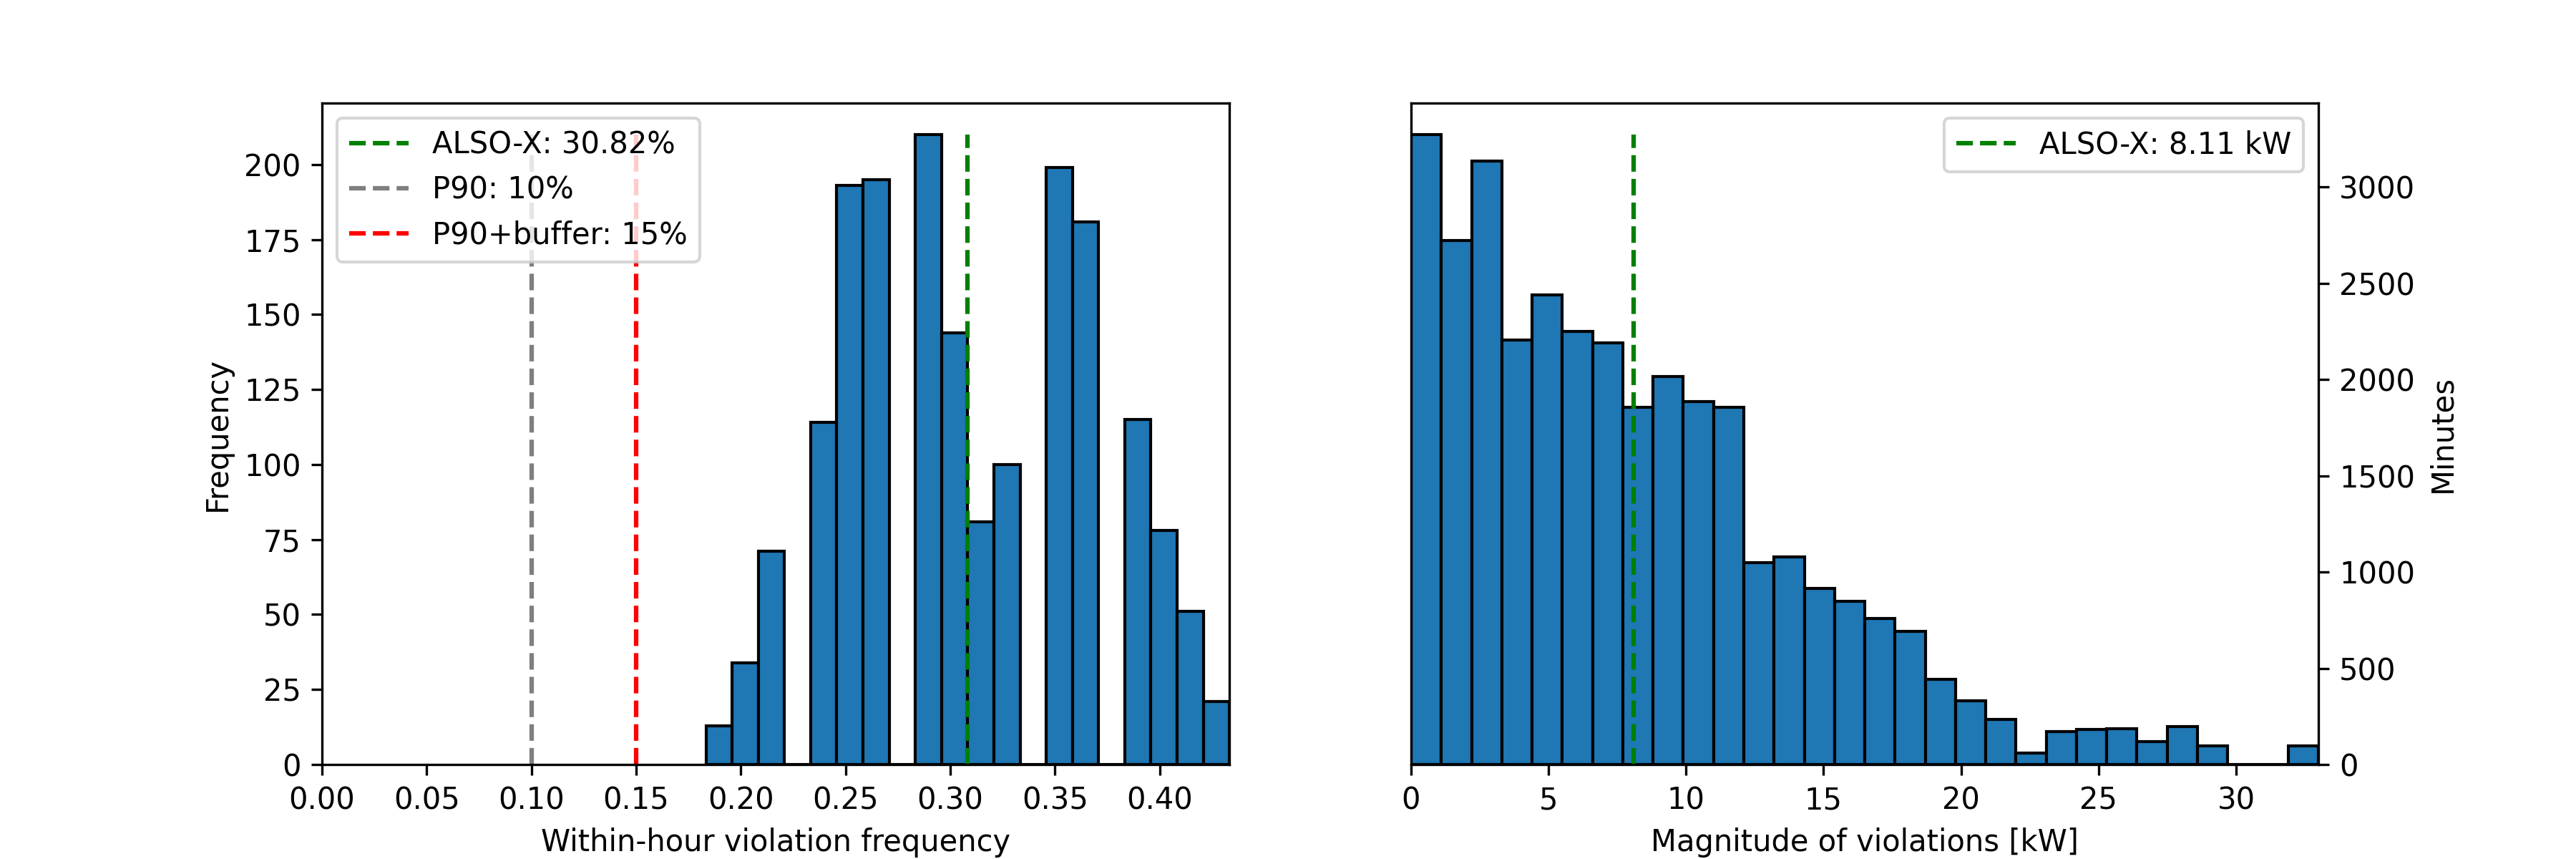 ALSO-X: 30.82%
P90: 10%
P90+buffer: 15%
Frequency
200
175
150
125
100
75
50
25
0
0.00 0.05 0.10 0.15 0.20 0.25 0.30 0.35 0.40
Within-hour violation frequency
ALSO-X: 8.11 kW
3000
2500
2000
1500
1000
500
0
Minutes
0 5 10 15 20 25 30
Magnitude of violations [kW]